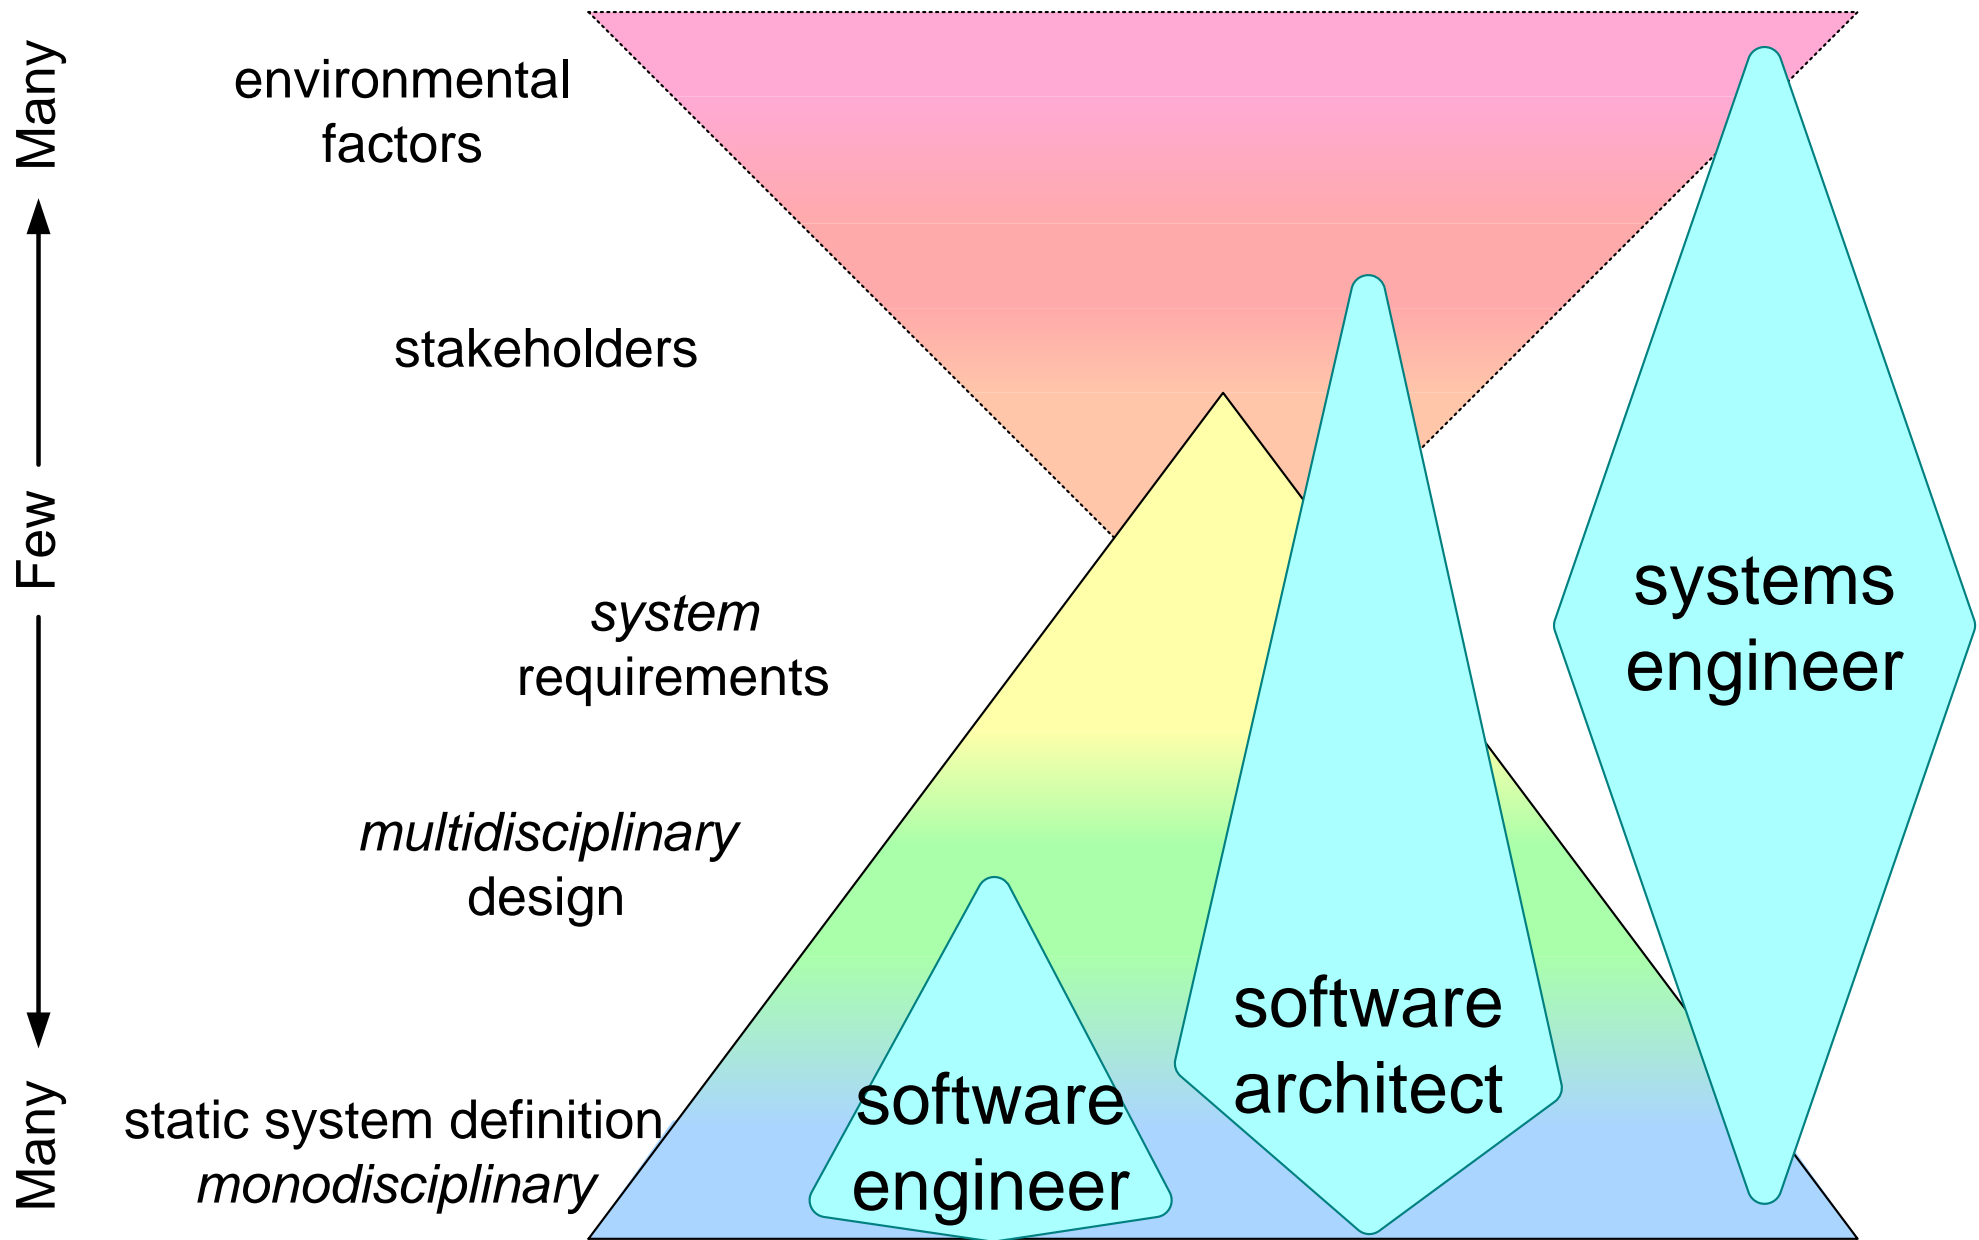 Many
Few
Many
environmental
factors
stakeholders
system
requirements
multidisciplinary
design
static system definition
monodisciplinary
software
engineer
software
architect
systems
engineer